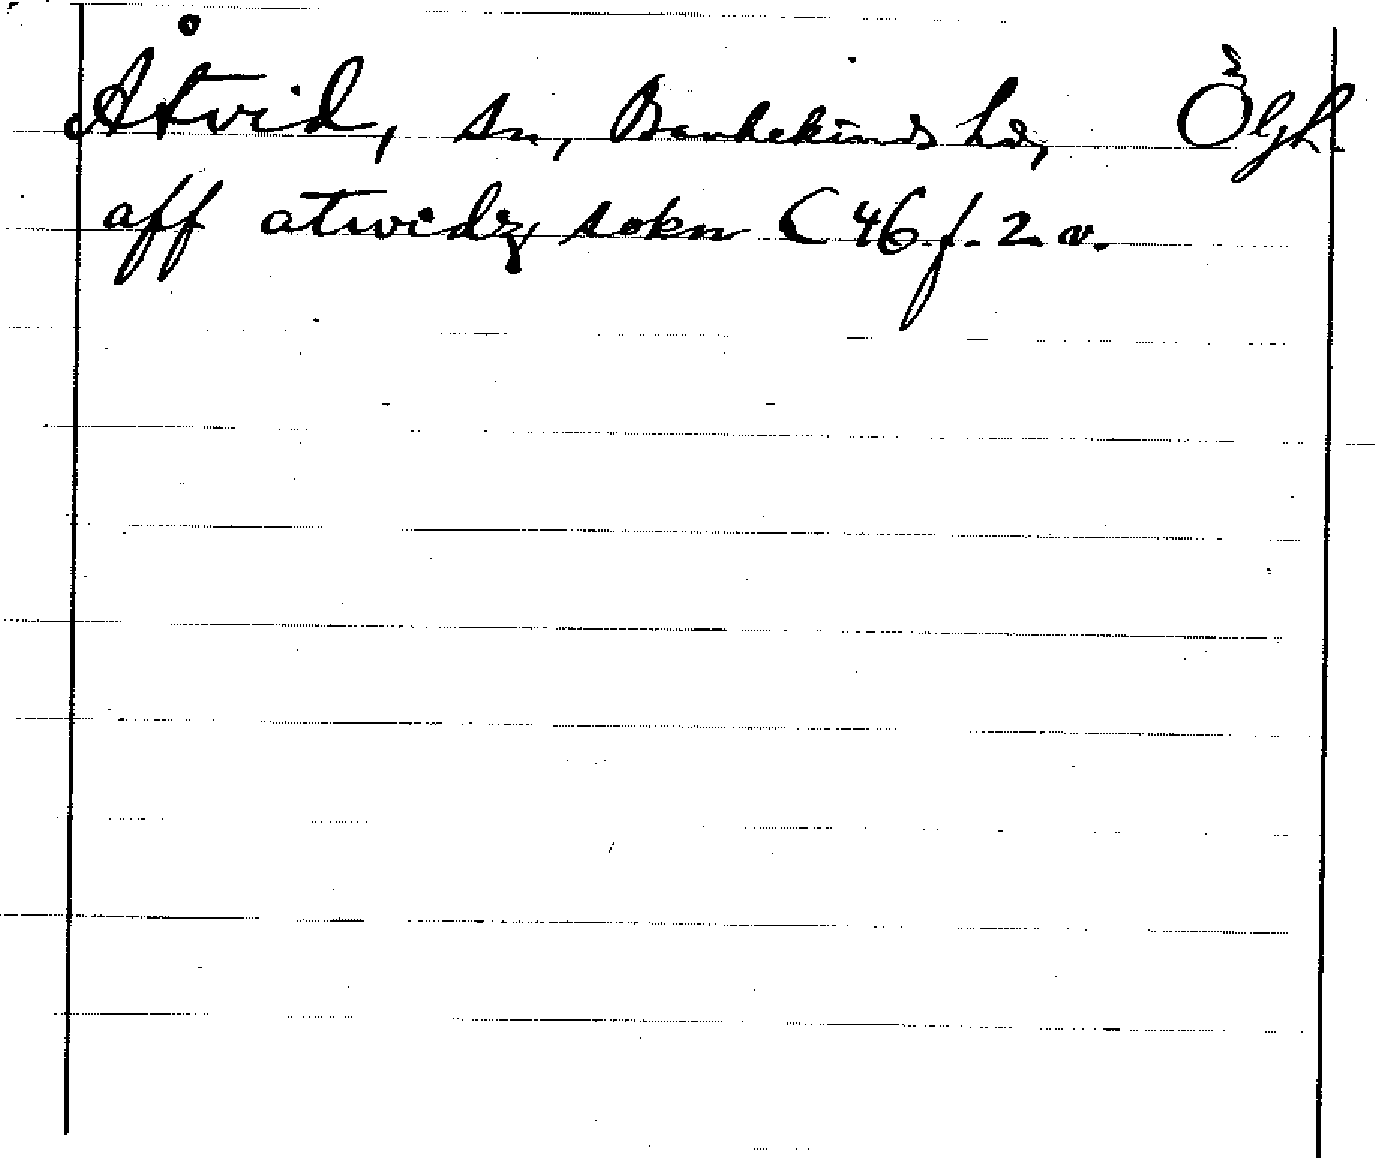 Åtvid, sn, Bankekinds hd, Ögl.
aff atwidz sokn C 46 f. 2 v.